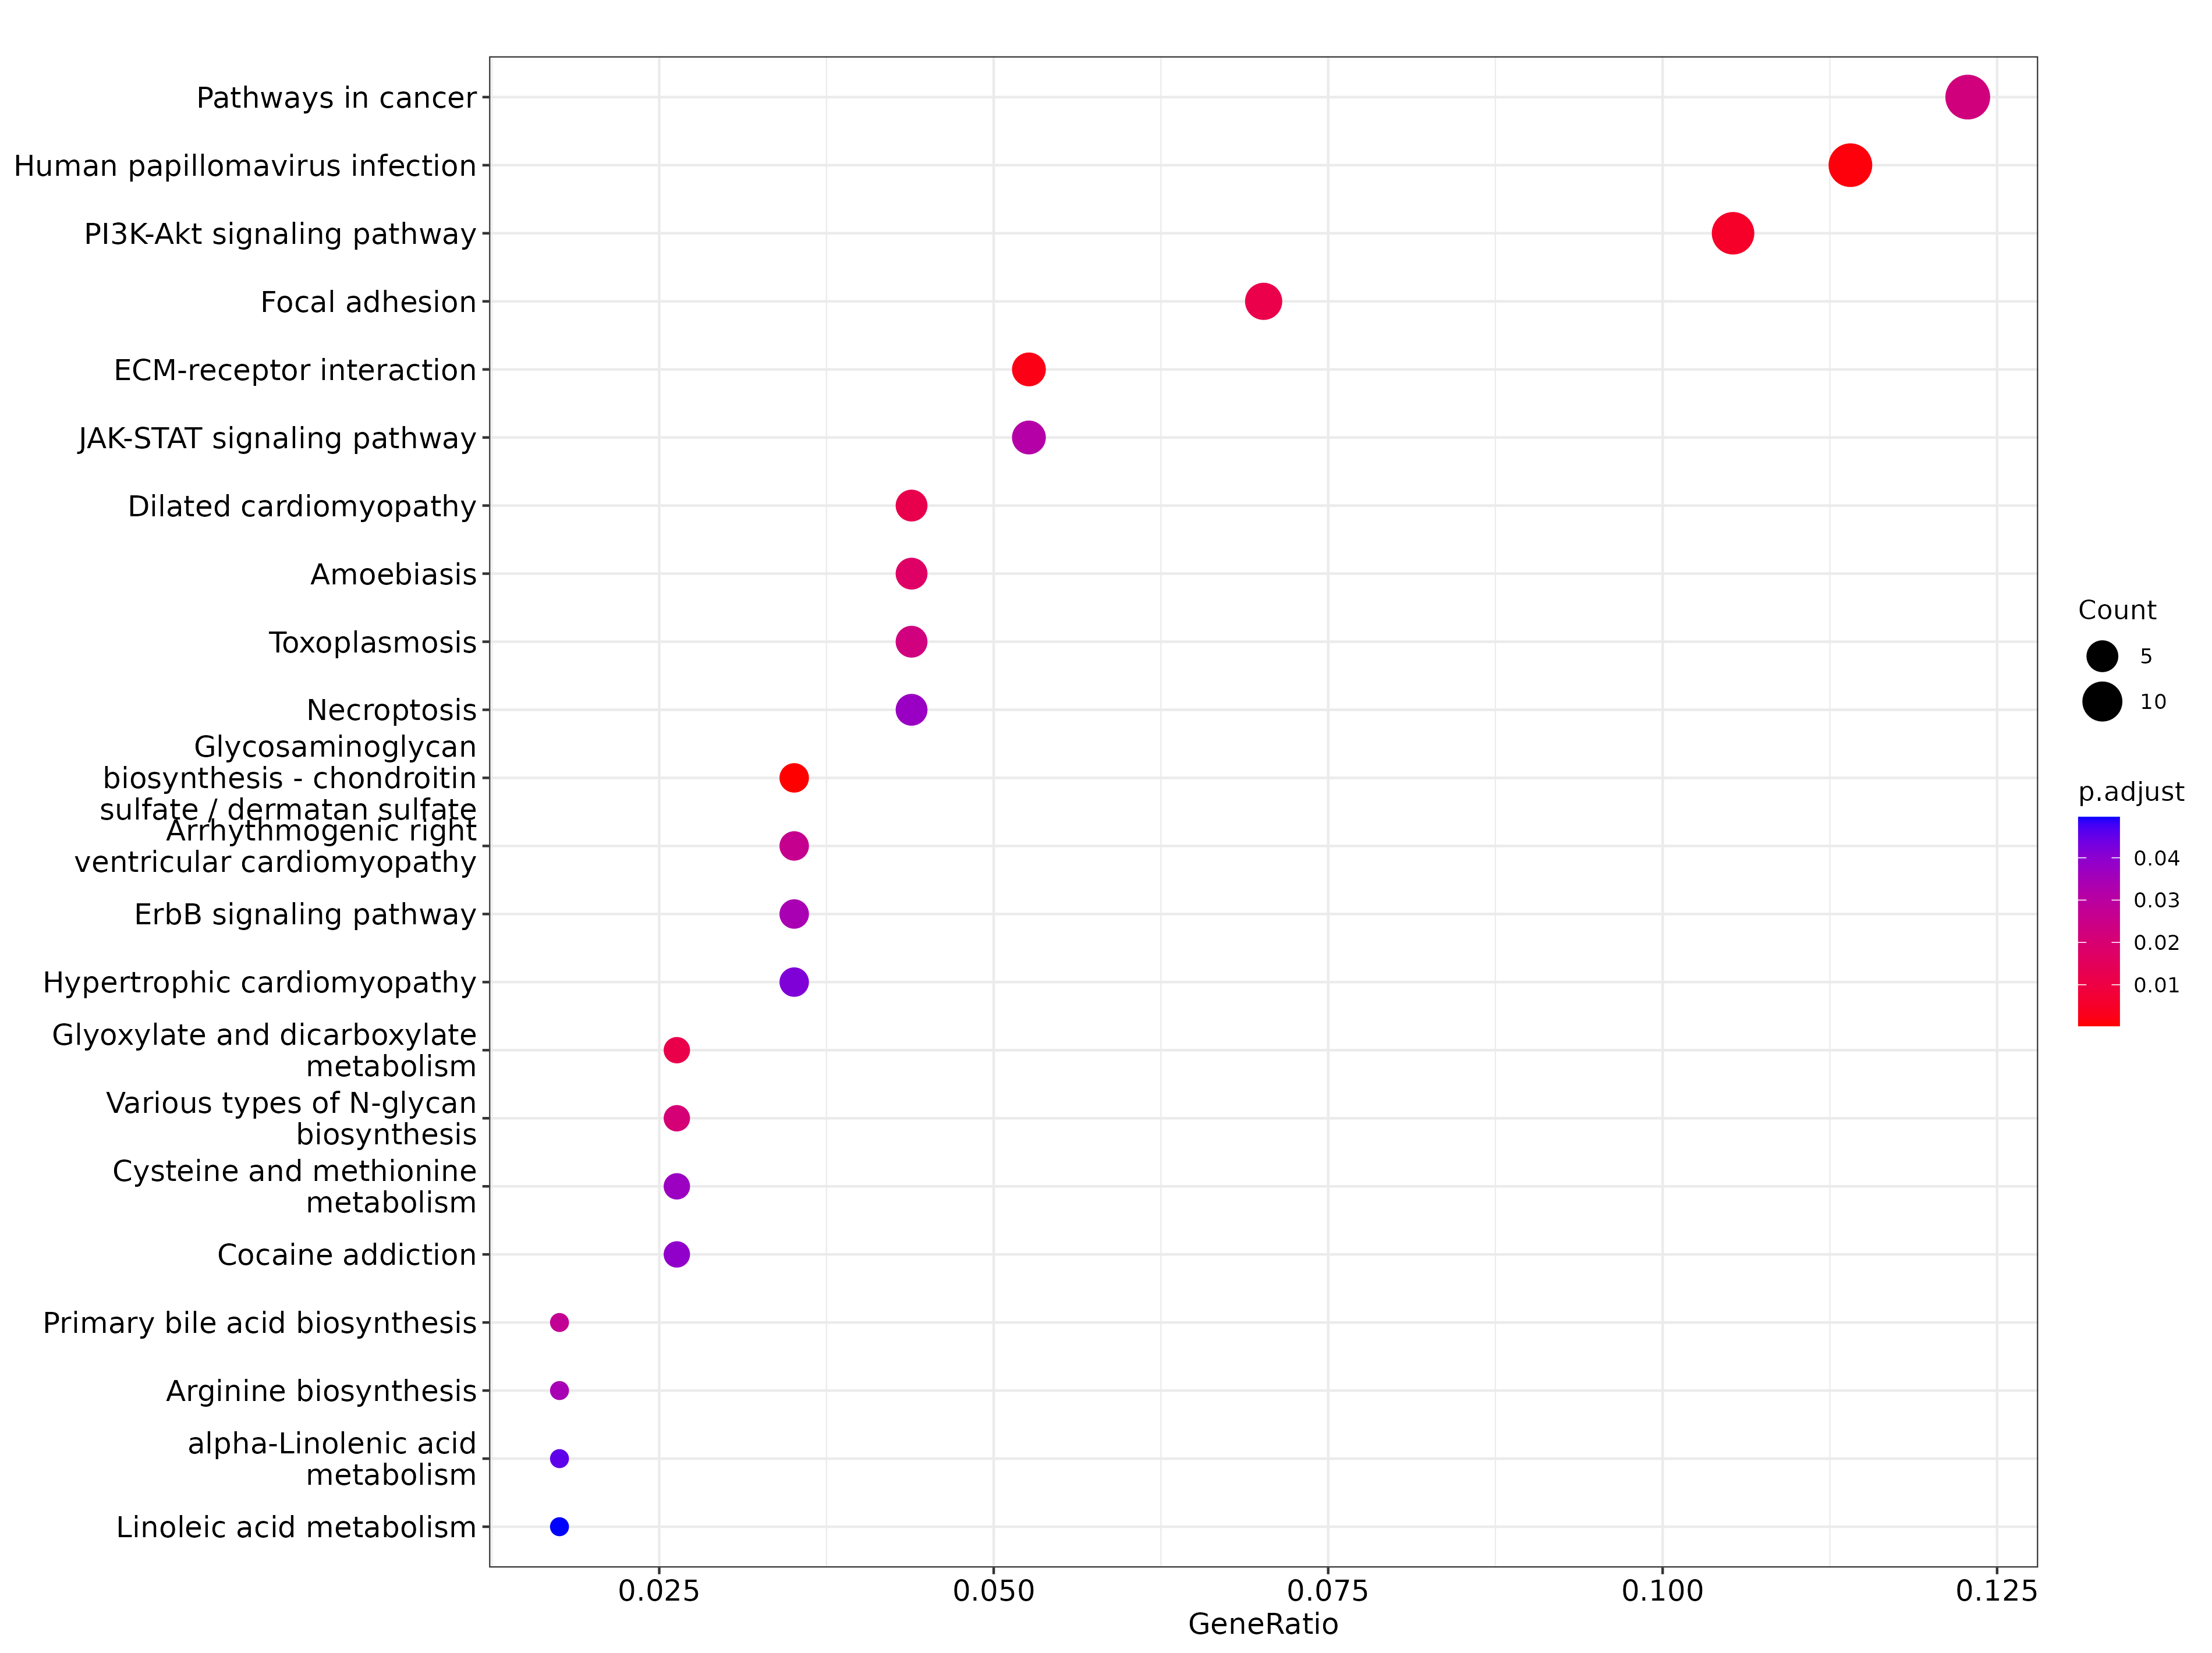 Pathways in cancer
Human papillomavirus infection
PI3K-Akt signaling pathway
Focal adhesion
ECM-receptor interaction
JAK-STAT signaling pathway
Dilated cardiomyopathy
Amoebiasis
Toxoplasmosis
Necroptosis
Glycosaminoglycan
biosynthesis - chondroitin
sulfate / dermatan sulfate
Arrhythmogenic right
ventricular cardiomyopathy
ErbB signaling pathway
Hypertrophic cardiomyopathy
Glyoxylate and dicarboxylate
metabolism
Various types of N-glycan
biosynthesis
Cysteine and methionine
metabolism
Cocaine addiction
Primary bile acid biosynthesis
Arginine biosynthesis
alpha-Linolenic acid
metabolism
Linoleic acid metabolism
0.025 0.050 0.075 0.100 0.125
GeneRatio
Count
5
10
p.adjust
0.04
0.03
0.02
0.01